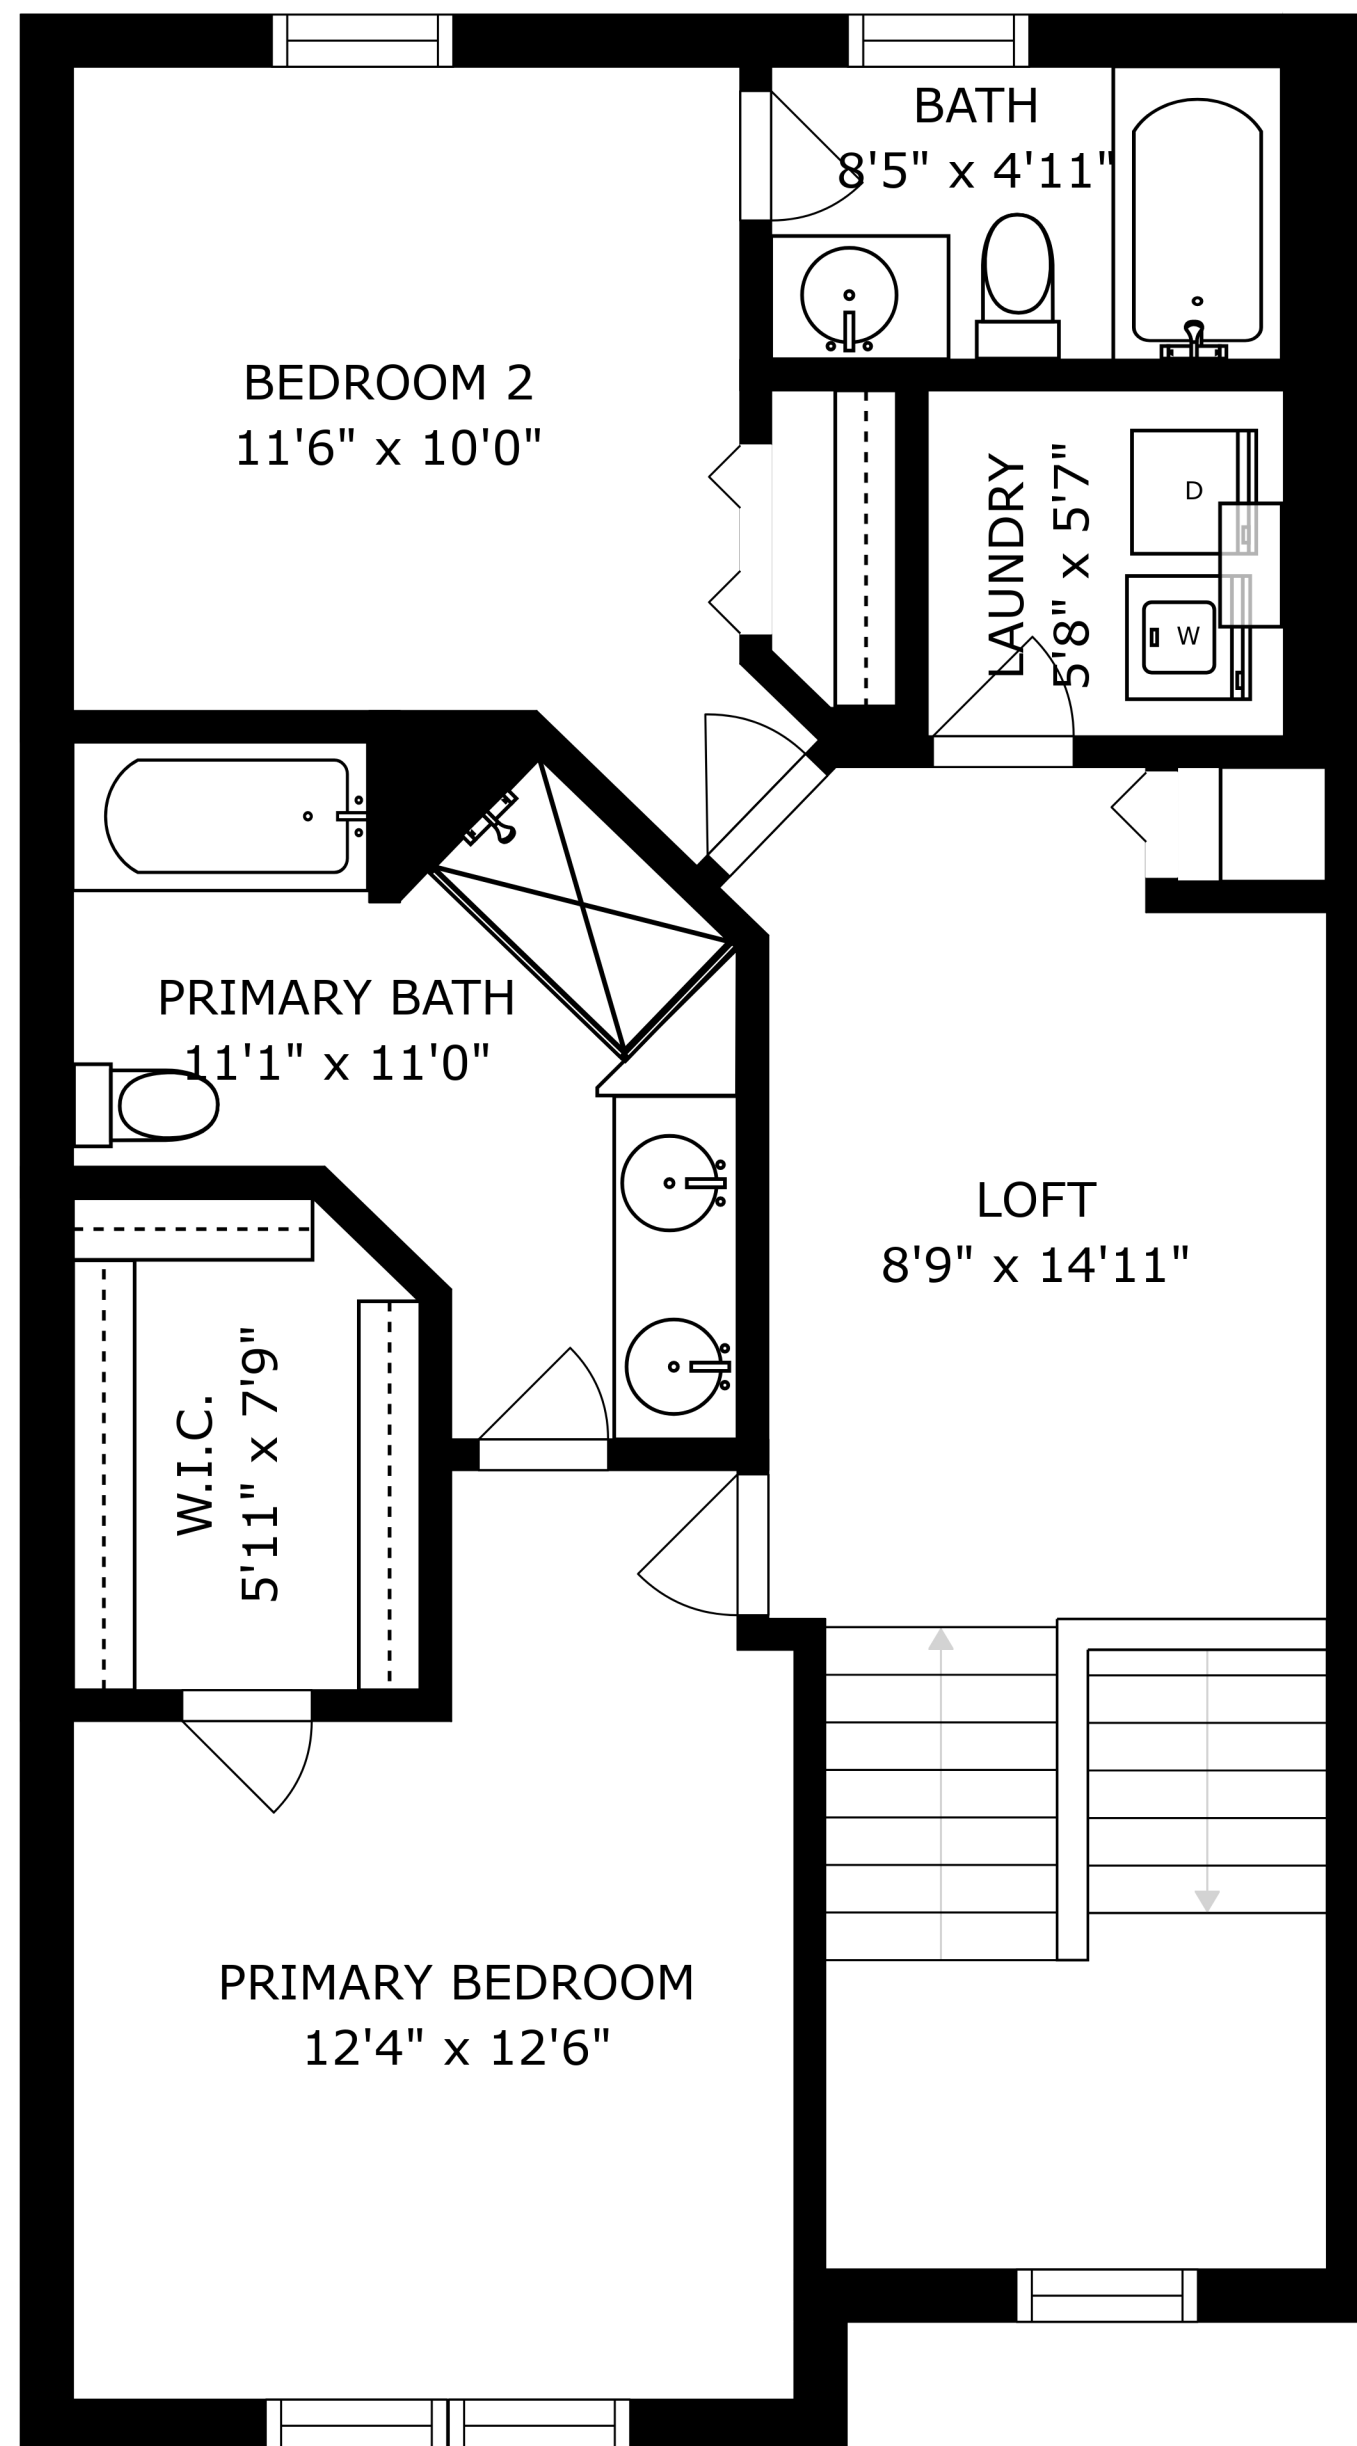 BATH
8'5" x 4'11"
BEDROOM 2
11'6" x 10'0"
LAUNDRY
5'8" x 5'7"
D
W
PRIMARY BATH
11'1" x 11'0"
LOFT
8'9" x 14'11"
W.I.C.
5'11" x 7'9"
PRIMARY BEDROOM
12'4" x 12'6"